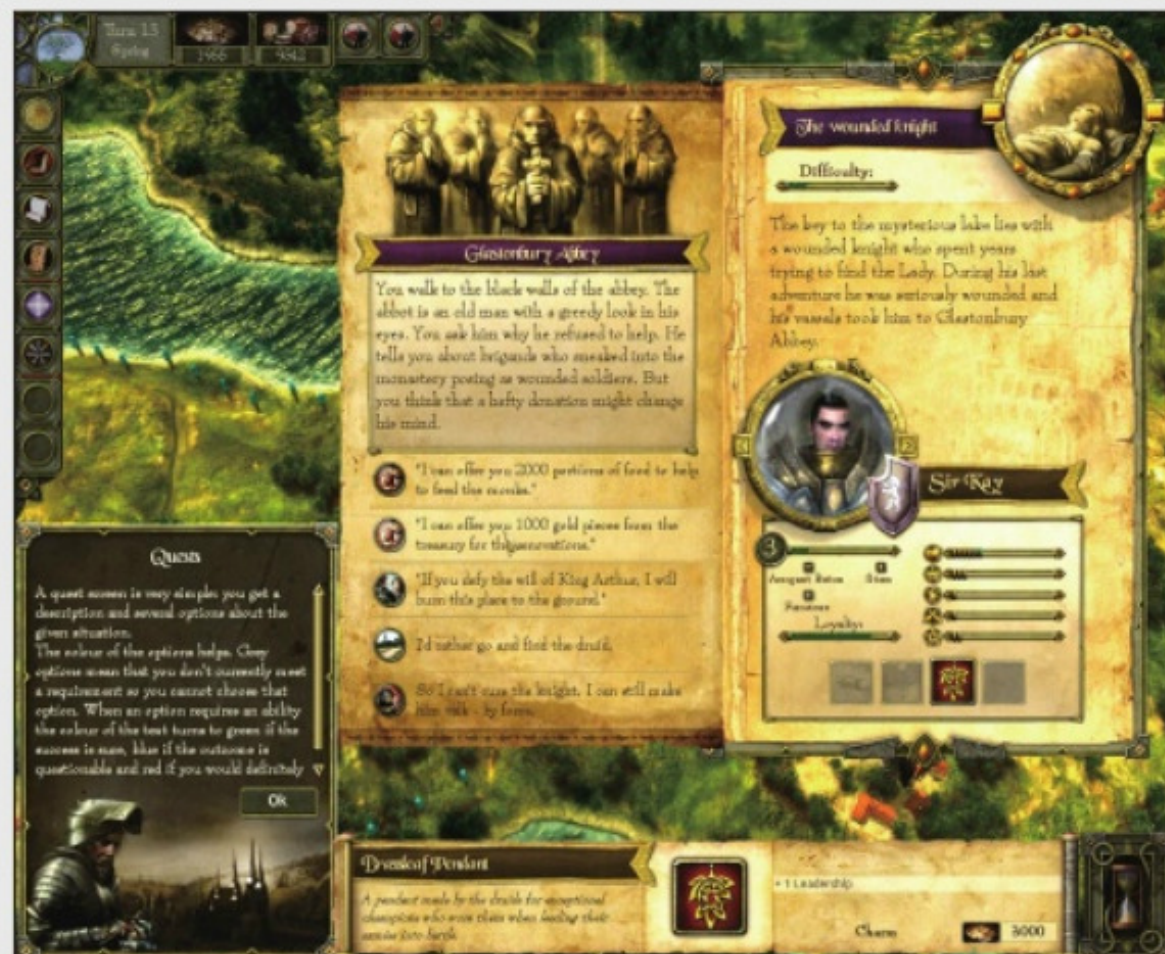 Turn 13
Spring
The wounded knight
Difficulty:
The key to the mysterious lake lies with
a wounded knight who spent years
trying to find the Lady. During his last
adventure he was seriously wounded and
his vassals took him to Glastonbury
Abbey.
Glastonbury Abbey
You walk to the black walls of the abbey. The
abbot is an old man with a greedy look in his
eyes. You ask him why he refused to help. He
tells you about brigands who sneaked into the
monastery posing as wounded soldiers. But
you think that a hefty donation might change
his mind.
"I can offer you 2000 portions of food to help
to feed the monks."
"I can offer you 1000 gold pieces from the
treasury for the renovations."
"If you defy the will of King Arthur, I will
burn this place to the ground."
I'd rather go and find the druid.
So I can't cure the knight. I can still make
him talk - by force.
Sir Kay
3
Loyalty:
Quests
A quest screen is very simple: you get a
description and several options about the
given situation.
The colour of the options helps. Grey
options mean that you don't currently meet
a requirement so you cannot choose that
option. When an option requires an ability
the colour of the text turns to green if the
success is sure, blue if the outcome is
questionable and red if you would definitely
Ok
Pendant
A pendant made by the druids for exceptional
champions who wore them when leading their
armies into battle.
+ 1 Leadership
Charm
3000